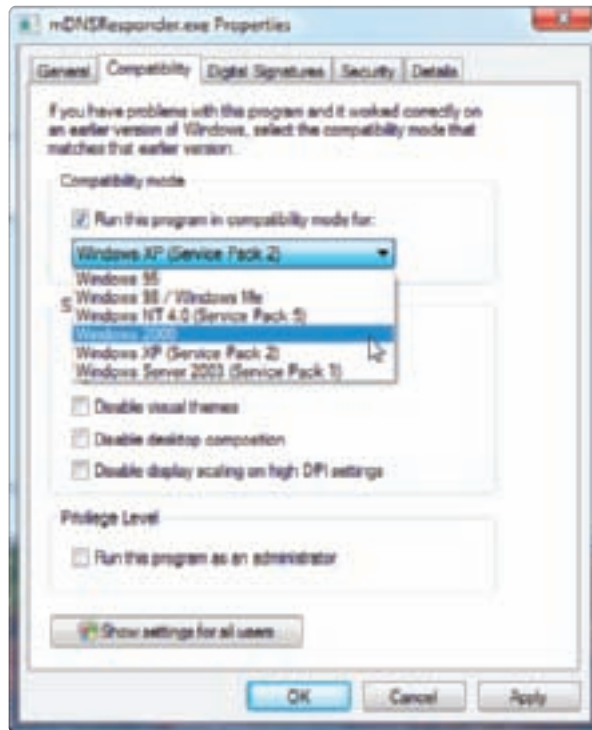 mDNSResponder.exe Properties
General Compatibility Digital Signatures Security Details
If you have problems with this program and it worked correctly on
an earlier version of Windows, select the compatibility mode that
matches that earlier version.
Compatibility mode
Run this program in compatibility mode for:
Windows XP (Service Pack 2)
Windows 95
Windows 98 / Windows Me
S
Windows NT 4.0 (Service Pack 5)
Windows 2000
Windows XP (Service Pack 2)
Windows Server 2003 (Service Pack 1)
Disable visual themes
Disable desktop composition
Disable display scaling on high DPI settings
Privilege Level
Run this program as an administrator
Show settings for all users
OK Cancel Apply